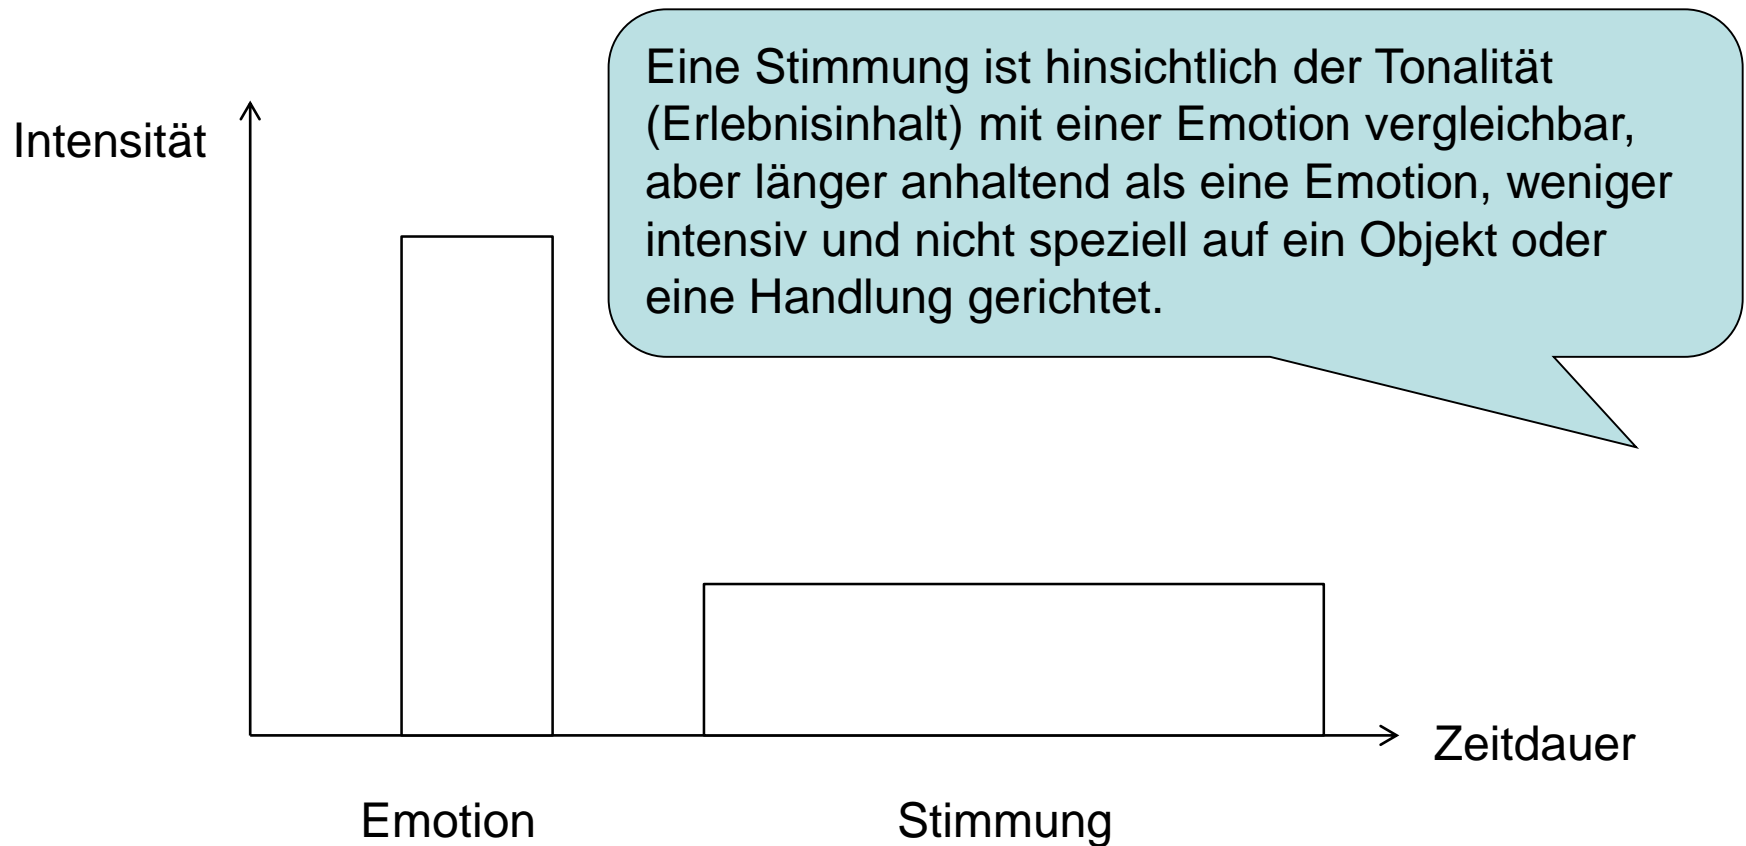 Eine Stimmung ist hinsichtlich der Tonalität
(Erlebnisinhalt) mit einer Emotion vergleichbar,
aber länger anhaltend als eine Emotion, weniger
intensiv und nicht speziell auf ein Objekt oder
eine Handlung gerichtet.
Intensität
Zeitdauer
Emotion
Stimmung